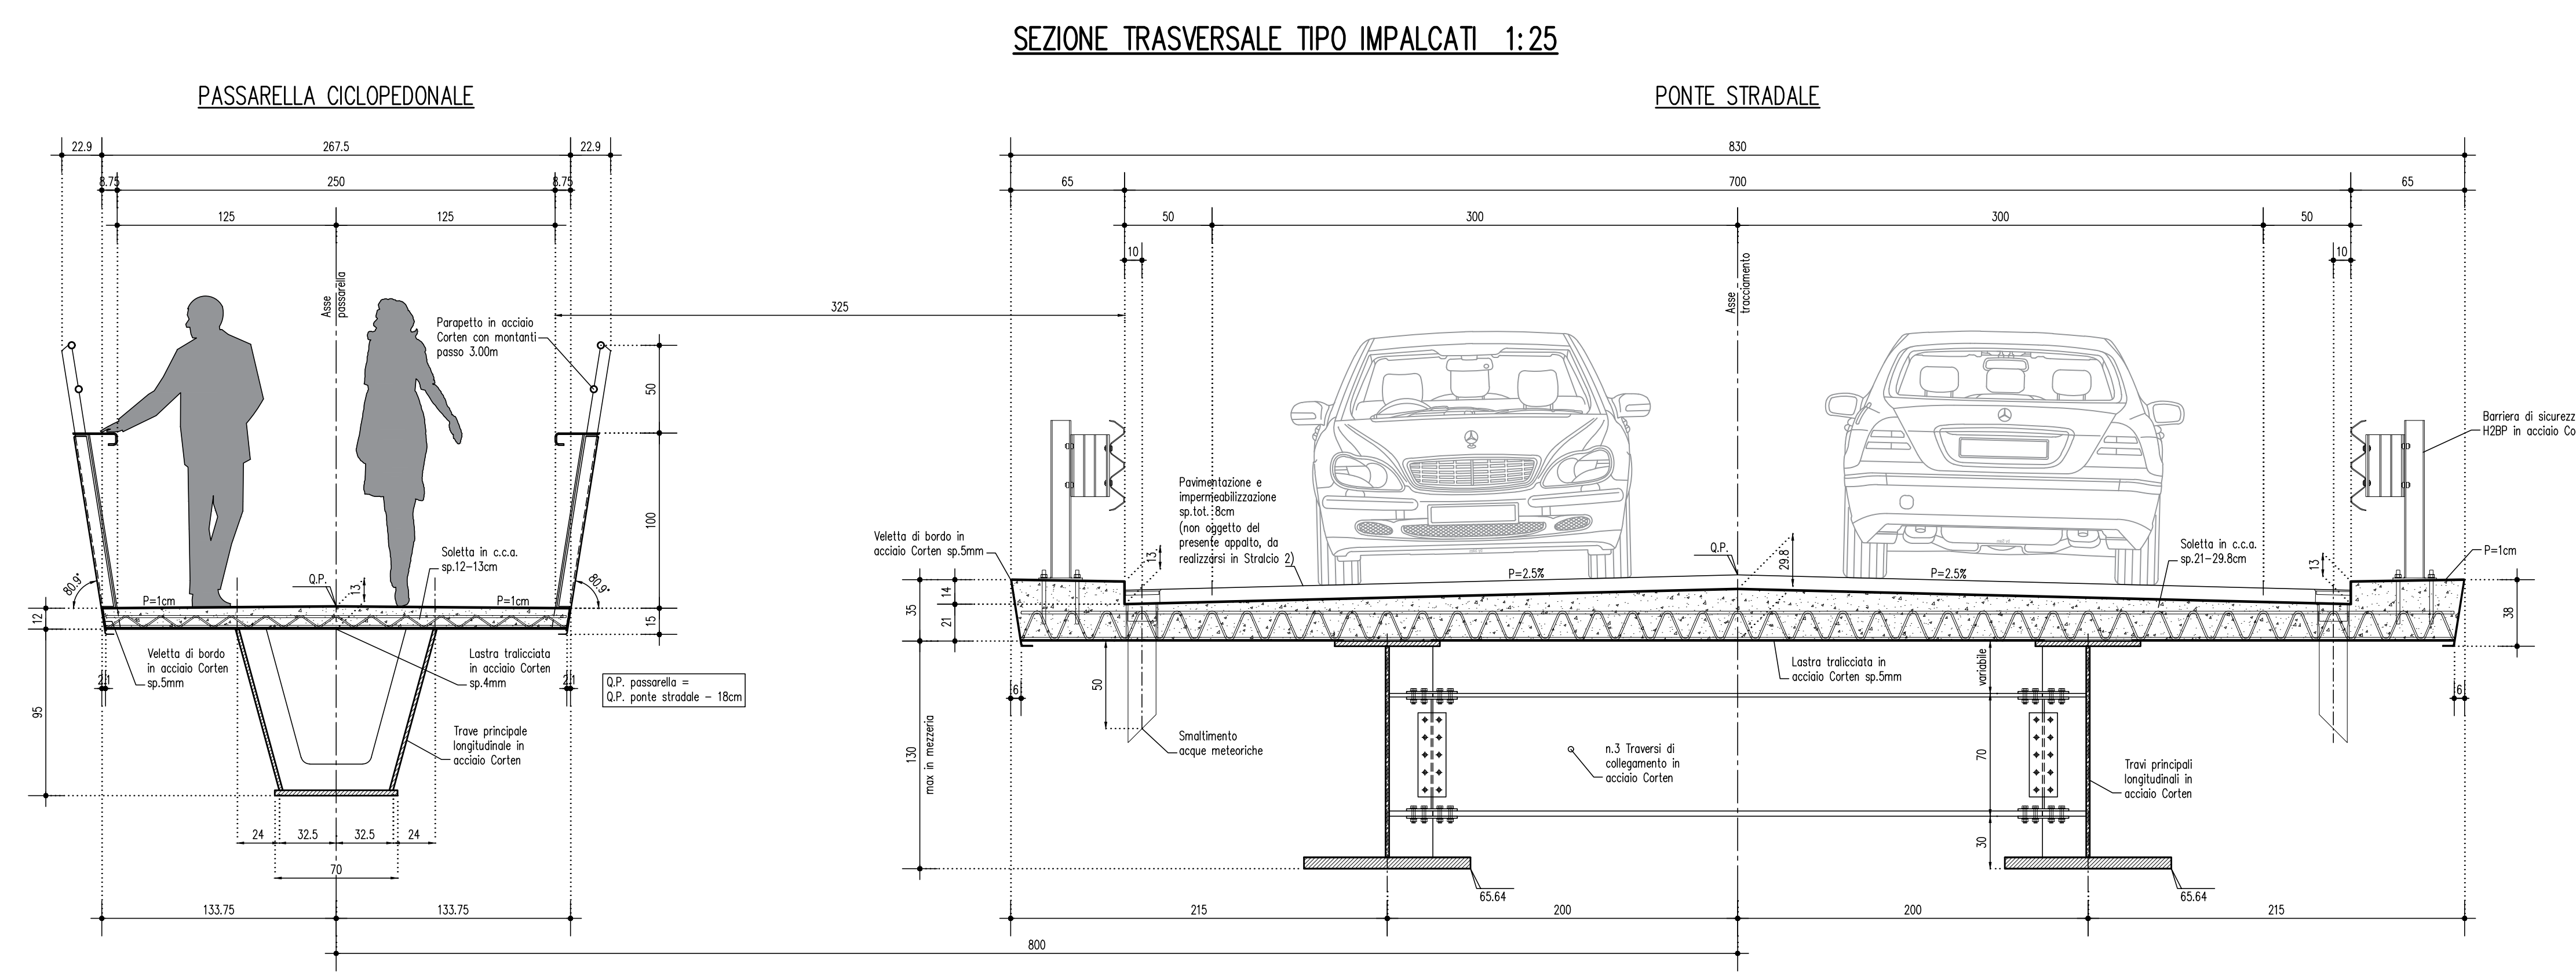 SEZIONE TRASVERSALE TIPO IMPALCATI 1:25
PASSARELLA CICLOPEDONALE
22.9
267.5
22.9
8.75
250
8.75
125
125
Asse
passarella
Parapetto in acciaio
Corten con montanti
passo 3.00m
50
100
15
80.9°
80.9°
P=1cm
Q.P.
13
P=1cm
Soletta in c.c.a.
sp.12-13cm
12
95
Veletta di bordo
in acciaio Corten
sp.5mm
Lastra tralicciata
in acciaio Corten
sp.4mm
2.1
2.1
Q.P. passarella =
Q.P. ponte stradale - 18cm
Trave principale
longitudinale in
acciaio Corten
24
32.5
32.5
24
70
133.75
133.75
800
325
PONTE STRADALE
830
65
700
65
50
300
300
50
10
10
Asse
tracciamento
Barriera di
H2BP in acciaio
Pavimentazione e
impermeabilizzazione
sp.tot. 8cm
(non oggetto del
presente appalto, da
realizzarsi in Stralcio 2)
Veletta di bordo in
acciaio Corten sp.5mm
13
Q.P.
29.8
P=2.5%
P=2.5%
Soletta in c.c.a.
sp.21-29.8cm
13
P=1cm
35
14
21
38
6
6
50
130
max in mezzeria
Smaltimento
acque meteoriche
Lastra tralicciata in
acciaio Corten sp.5mm
variabile
70
30
n.3 Traversi di
collegamento in
acciaio Corten
Travi principali
longitudinali in
acciaio Corten
65.64
65.64
215
200
200
215